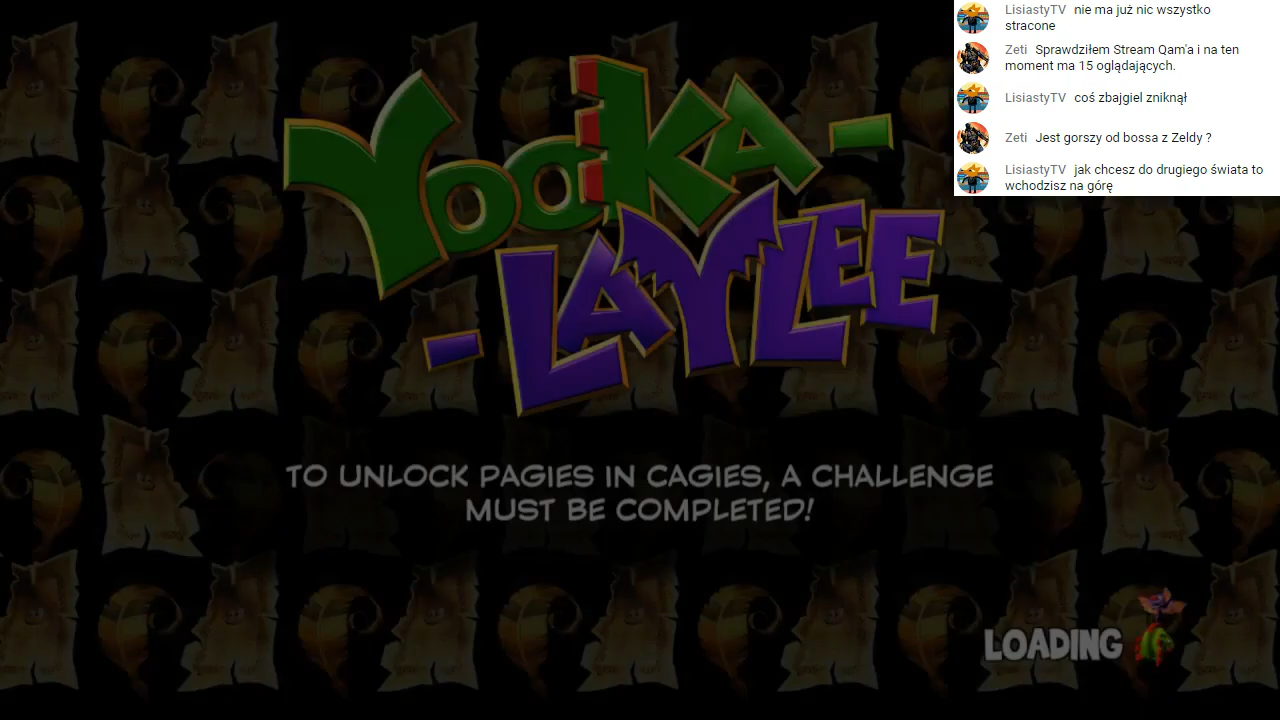 YOOKA-
-LAYLEE
TO UNLOCK PAGIES IN CAGIES, A CHALLENGE
MUST BE COMPLETED!
LOADING
LisiastyTV nie ma już nic wszystko
stracone
Zeti Sprawdziłem Stream Qam'a i na ten
moment ma 15 oglądających.
LisiastyTV coś zbajgiel zniknął
Zeti Jest gorszy od bossa z Zeldy ?
LisiastyTV jak chcesz do drugiego świata to
wchodzisz na górę